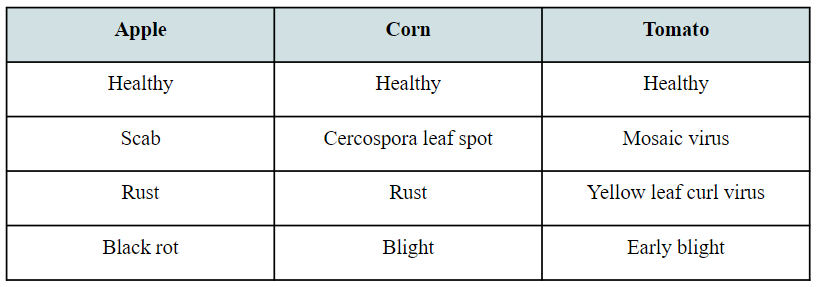 Apple Corn Tomato
Healthy Healthy Healthy
Scab Cercospora leaf spot Mosaic virus
Rust Rust Yellow leaf curl virus
Black rot Blight Early blight